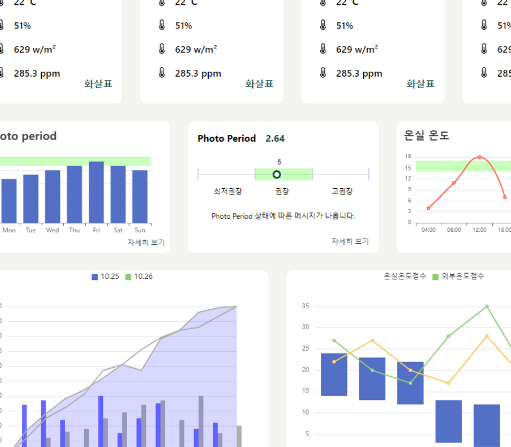 22 ℃
22 ℃
22 ℃
51%
51%
51%
51%
629 w/m²
629 w/m²
629 w/m²
629
285.3 ppm
285.3 ppm
285.3 ppm
285.3
화살표
화살표
화살표
oto period
Mon Tue Wed Thu Fri Sat Sun
자세히 보기
Photo Period 2.64
6
최저권장 권장 고권장
Photo Period 상태에 따른 메시지가 나옵니다.
자세히 보기
온실 온도
18
15
12
9
6
3
0
04:00 08:00 12:00 16:00
10.25 10.26
온실온도점수 외부온도점수
35
30
25
20
15
10
5